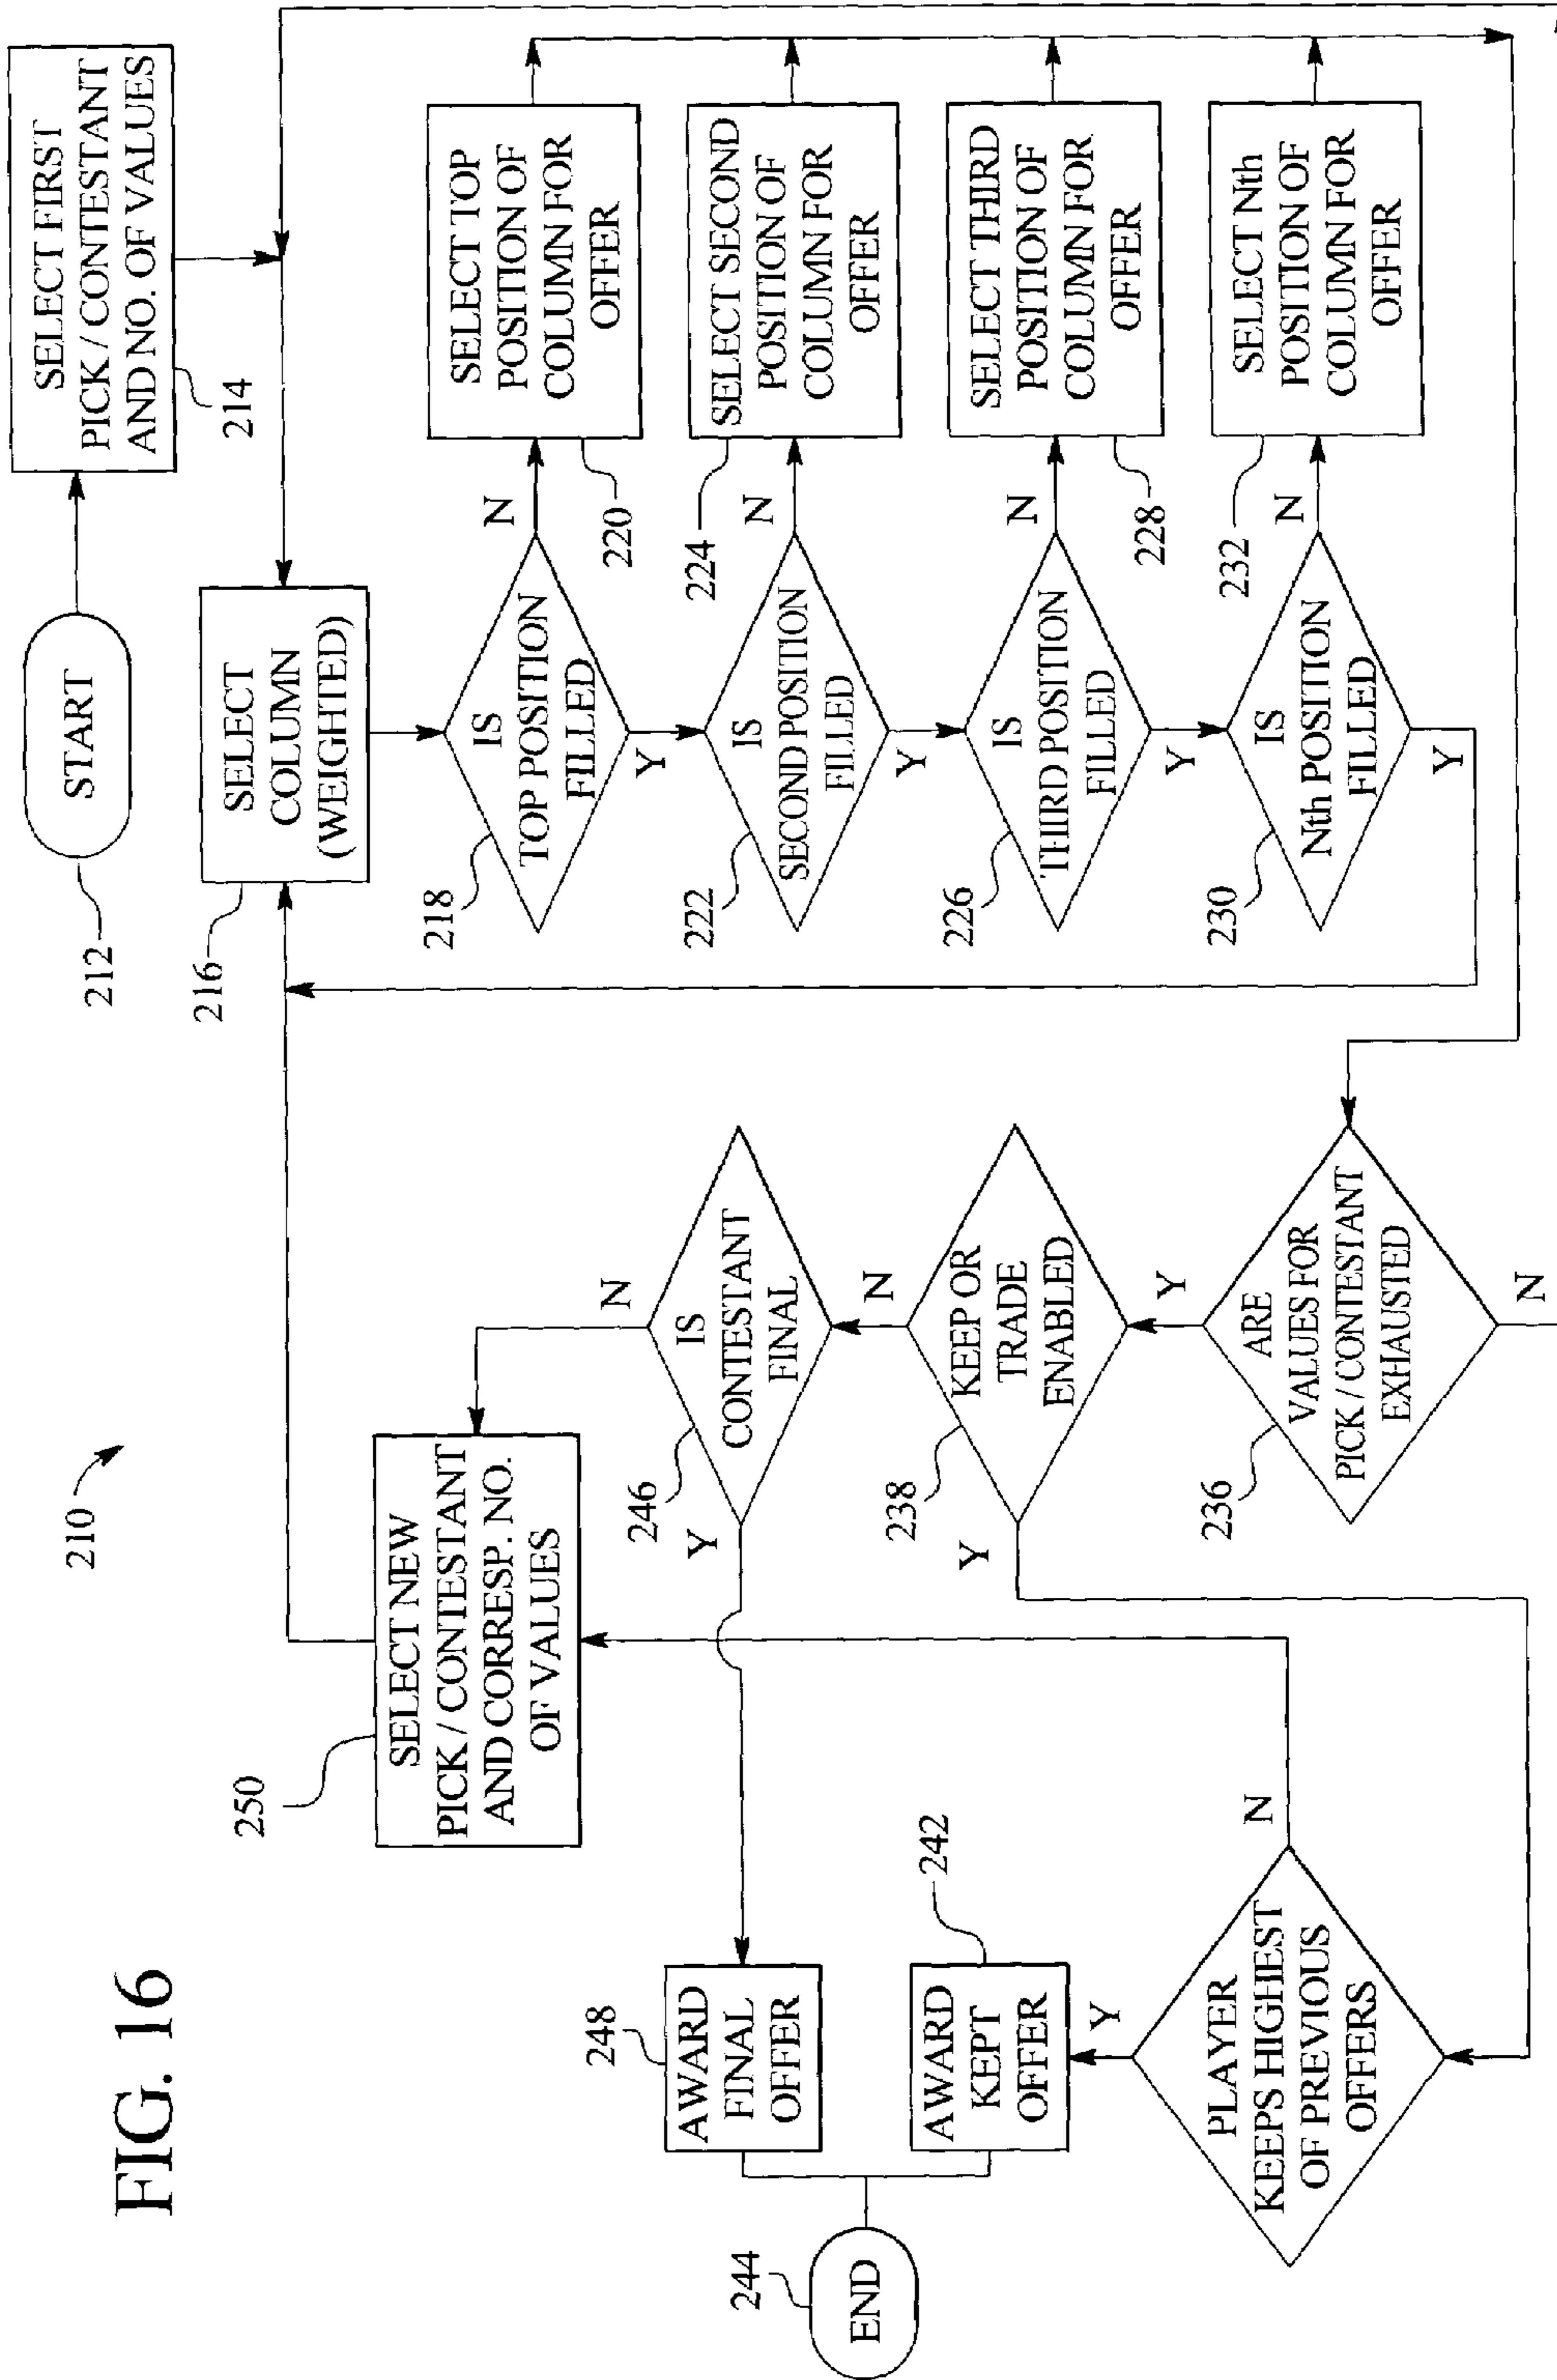 FIG. 16
210
START
212
SELECT FIRST
PICK / CONTESTANT
AND NO. OF VALUES
214
SELECT
COLUMN
(WEIGHTED)
216
IS
TOP POSITION
FILLED
218
N
Y
SELECT TOP
POSITION OF
COLUMN FOR
OFFER
220
IS
SECOND POSITION
FILLED
222
N
Y
SELECT SECOND
POSITION OF
COLUMN FOR
OFFER
224
IS
THIRD POSITION
FILLED
226
N
Y
SELECT THIRD
POSITION OF
COLUMN FOR
OFFER
228
IS
Nth POSITION
FILLED
230
N
Y
SELECT Nth
POSITION OF
COLUMN FOR
OFFER
232
ARE
VALUES FOR
PICK / CONTESTANT
EXHAUSTED
236
Y
N
KEEP OR
TRADE
ENABLED
238
N
Y
IS
CONTESTANT
FINAL
246
N
Y
SELECT NEW
PICK / CONTESTANT
AND CORRESP. NO.
OF VALUES
250
AWARD
FINAL
OFFER
248
AWARD
KEPT
OFFER
242
PLAYER
KEEPS HIGHEST
OF PREVIOUS
OFFERS
Y
N
END
244